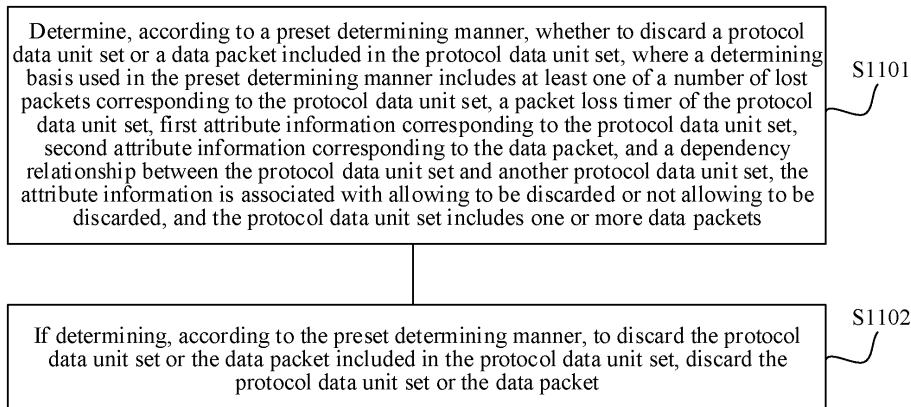 Determine, according to a preset determining manner, whether to discard a protocol
data unit set or a data packet included in the protocol data unit set, where a determining
basis used in the preset determining manner includes at least one of a number of lost
packets corresponding to the protocol data unit set, a packet loss timer of the protocol
data unit set, first attribute information corresponding to the protocol data unit set,
second attribute information corresponding to the data packet, and a dependency
relationship between the protocol data unit set and another protocol data unit set, the
attribute information is associated with allowing to be discarded or not allowing to be
discarded, and the protocol data unit set includes one or more data packets
S1101
If determining, according to the preset determining manner, to discard the protocol
data unit set or the data packet included in the protocol data unit set, discard the
protocol data unit set or the data packet
S1102